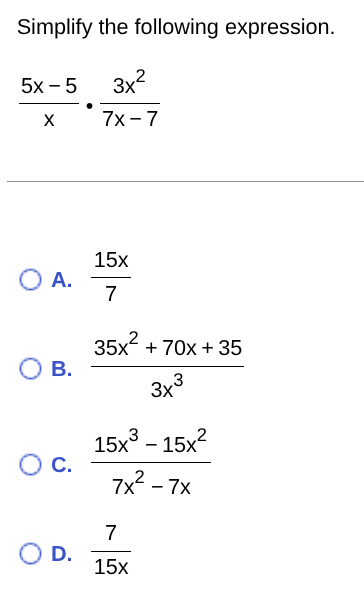 Simplify the following expression.
5x – 5 / x • 3x² / 7x – 7
A. 15x / 7
B. 35x² + 70x + 35 / 3x³
C. 15x³ – 15x² / 7x² – 7x
D. 7 / 15x